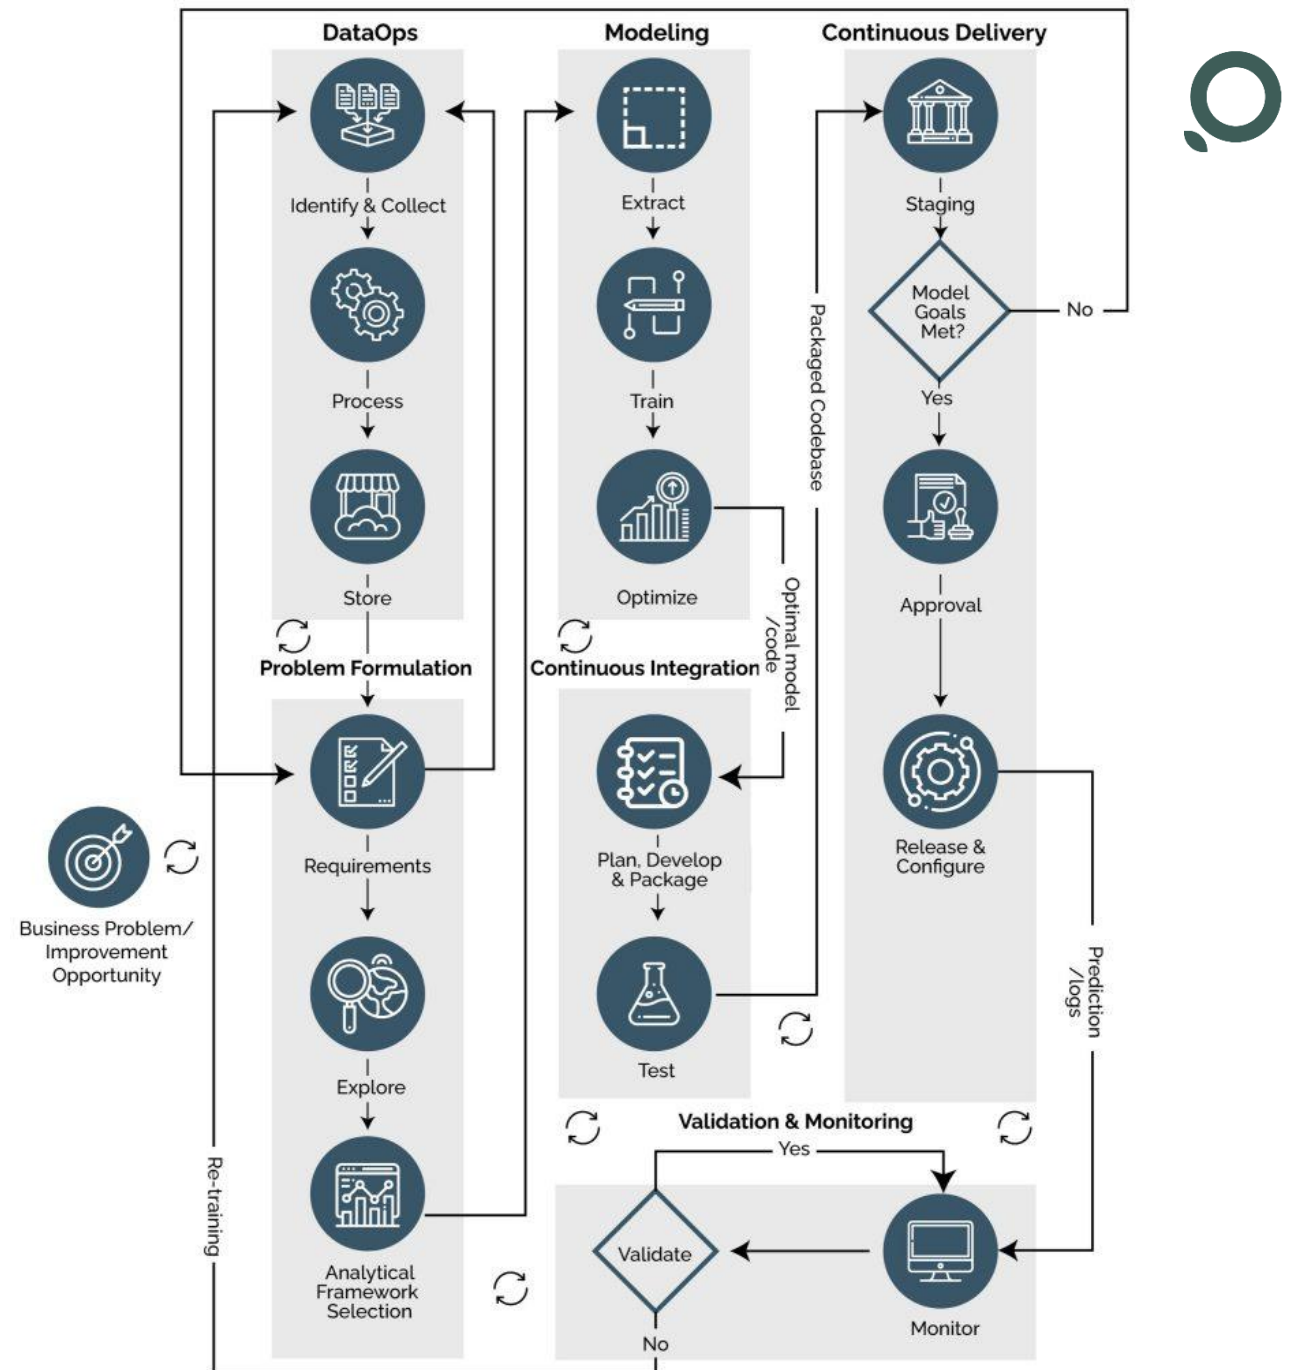 DataOps
Modeling
Continuous Delivery
Identify & Collect
Extract
Staging
Model
Goals
Met?
No
Process
Train
Yes
Packaged Codebase
Store
Optimize
Optimal model
/code
Approval
Problem Formulation
Continuous Integration
Requirements
Plan, Develop
& Package
Release &
Configure
Business Problem/
Improvement
Opportunity
Prediction
/logs
Explore
Test
Validation & Monitoring
Yes
Re-training
Analytical
Framework
Selection
Validate
Monitor
No